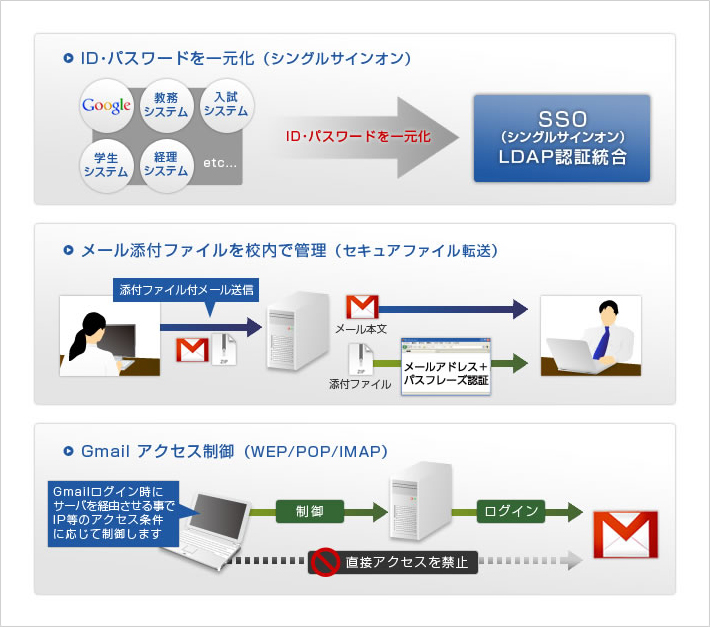 ID・パスワードを一元化（シングルサインオン）
Google
教務
システム
入試
システム
学生
システム
経理
システム
etc...
ID・パスワードを一元化
SSO
（シングルサインオン）
LDAP認証統合
メール添付ファイルを校内で管理（セキュアファイル転送）
添付ファイル付メール送信
ZIP
メール本文
ZIP
添付ファイル
メールアドレス＋
パスフレーズ認証
Gmail アクセス制御（WEP/POP/IMAP）
Gmailログイン時に
サーバを経由させる事で
IP等のアクセス条件
に応じて制御します
制御
ログイン
直接アクセスを禁止